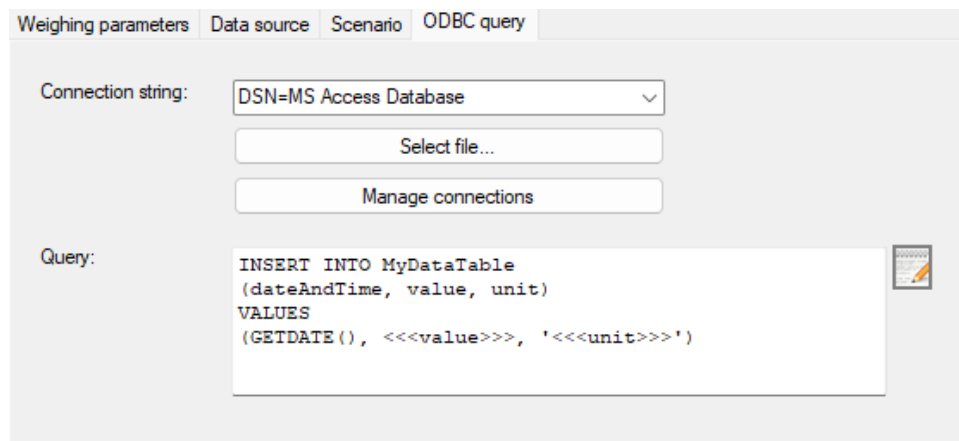 Weighing parameters Data source Scenario ODBC query
Connection string: DSN=MS Access Database
Select file...
Manage connections
Query:
INSERT INTO MyDataTable
(dateAndTime, value, unit)
VALUES
(GETDATE(), <<<value>>>, '<<<unit>>>')